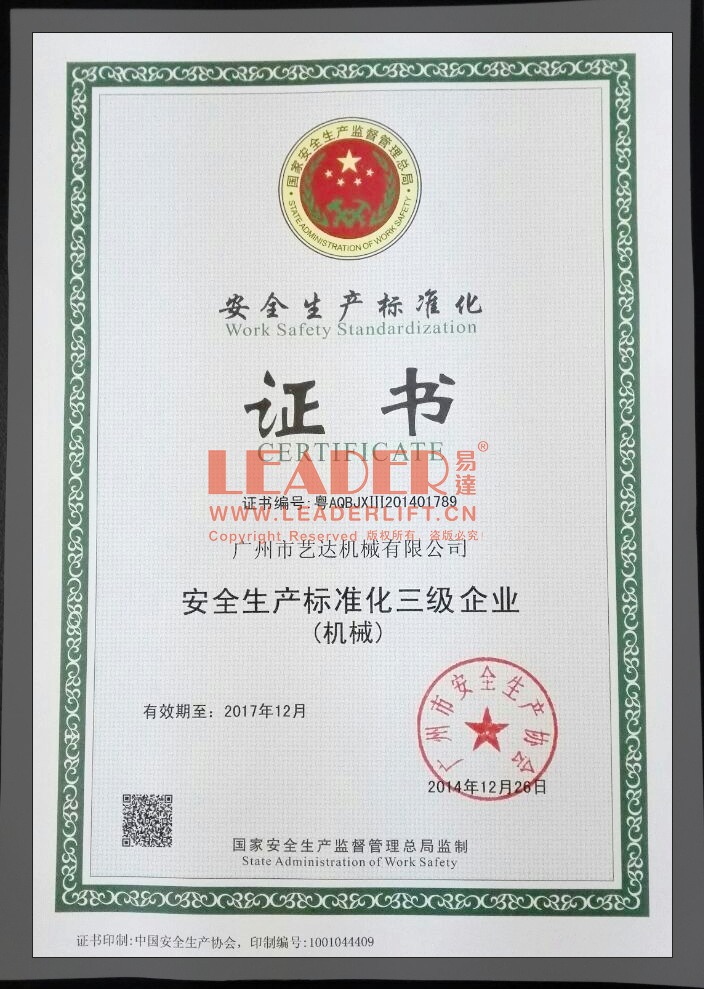 国家安全生产监督管理总局
STATE ADMINISTRATION OF WORK SAFETY
安全生产标准化
Work Safety Standardization
证书
CERTIFICATE
LEADER易達®
证书编号:粤AQBJXIII201401789
WWW.LEADERLIFT.CN
Copyright Reserved 版权所有，盗版必究!
广州市艺达机械有限公司
安全生产标准化三级企业
(机械)
广州市安全生产协会
有效期至：2017年12月
2014年12月26日
国家安全生产监督管理总局监制
State Administration of Work Safety
证书印制:中国安全生产协会，印制编号:1001044409